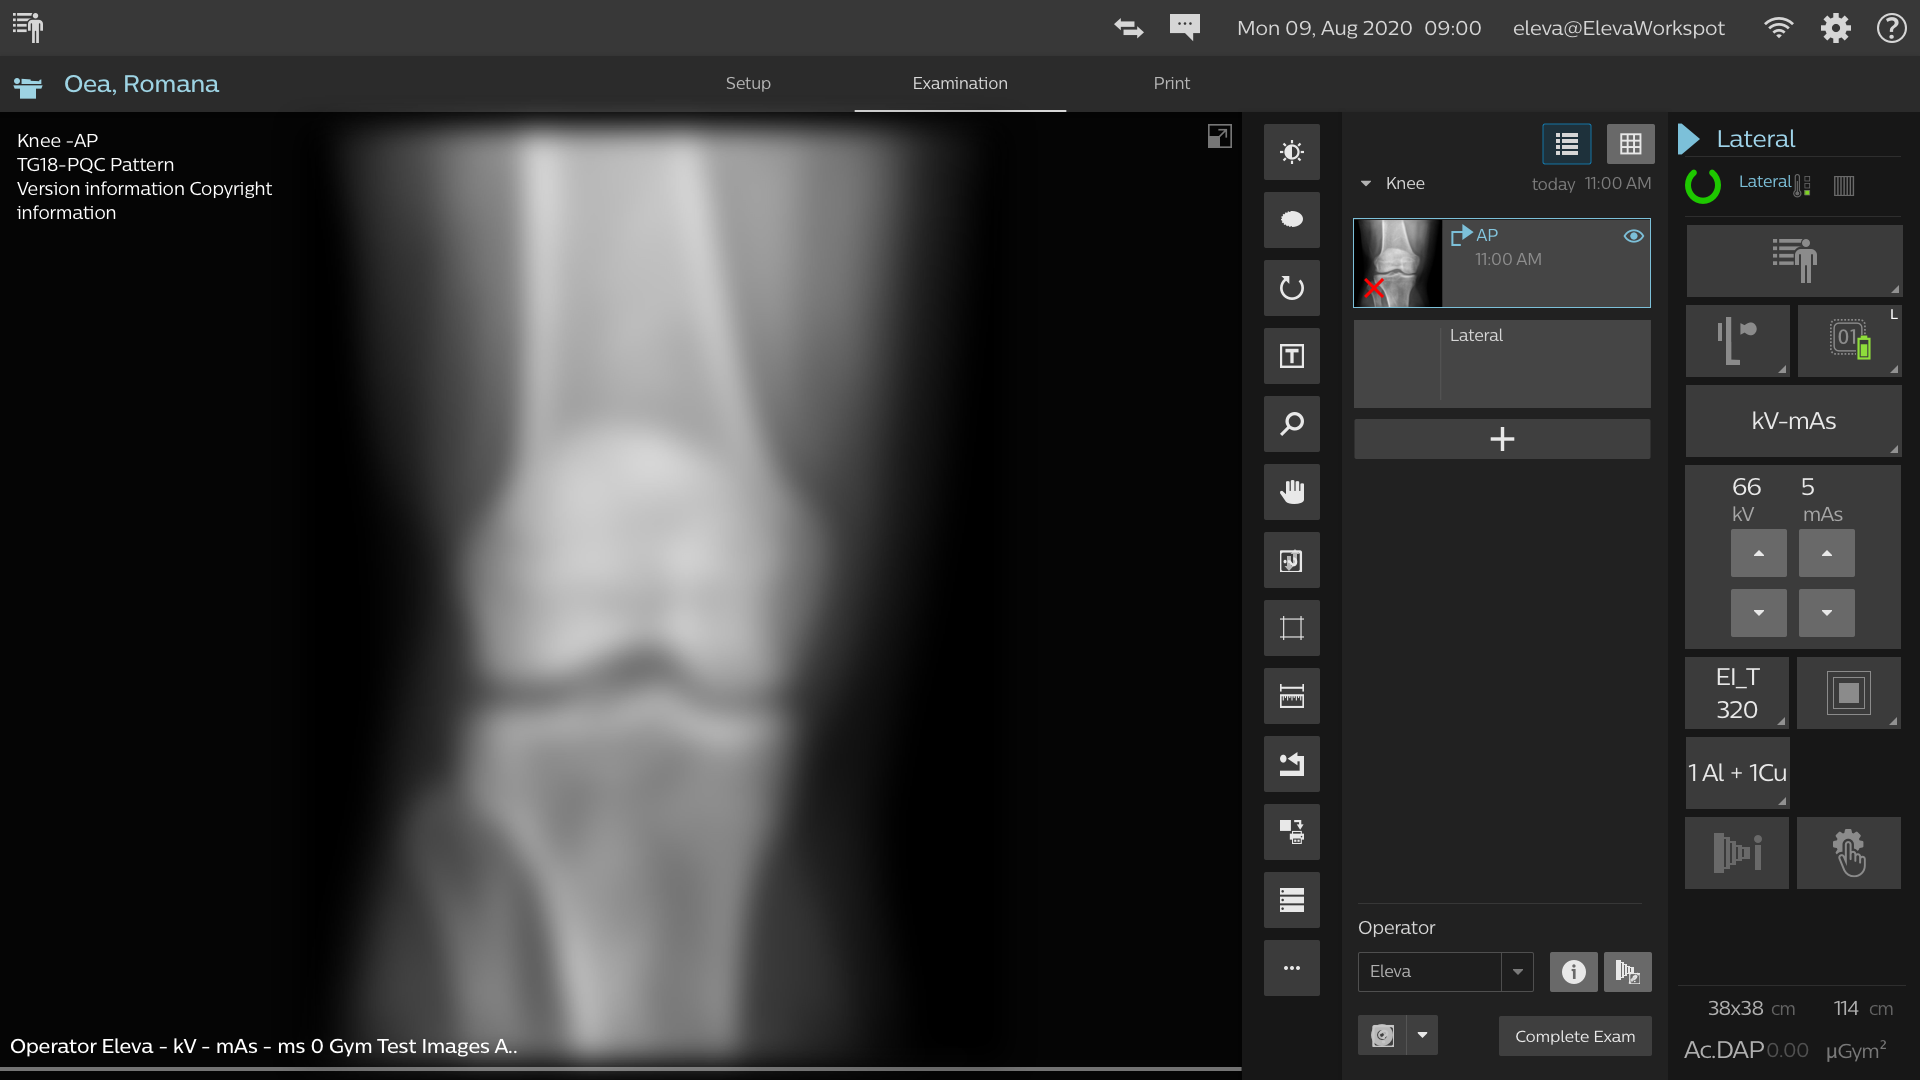 Mon 09, Aug 2020 09:00
eleva@ElevaWorkspot
Oea, Romana
Setup
Examination
Print
Knee -AP
TG18-PQC Pattern
Version information Copyright
information
Knee
today 11:00 AM
AP
11:00 AM
Lateral
Operator
Eleva
Complete Exam
Lateral
Lateral
L
01
kV-mAs
66 5
kV mAs
EI_T
320
1 Al + 1Cu
38x38 cm 114 cm
Ac.DAP 0.00 µGym²
Operator Eleva - kV - mAs - ms 0 Gym Test Images A..